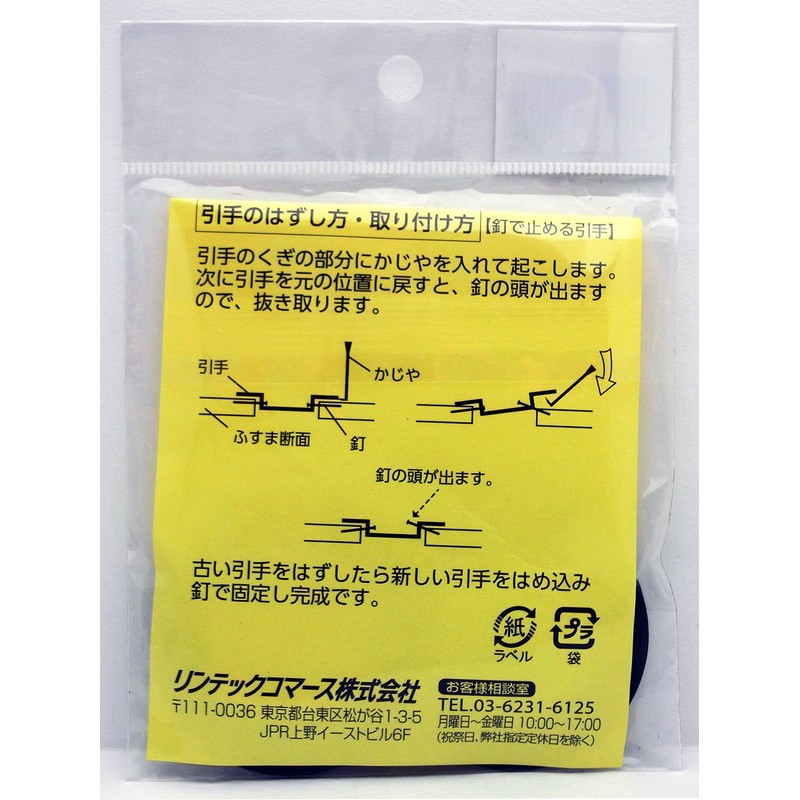 引手のはずし方・取り付け方【釘で止める引手】
引手のくぎの部分にかじやを入れて起こします。
次に引手を元の位置に戻すと、釘の頭が出ます
ので、抜き取ります。
引手
かじや
ふすま断面
釘
釘の頭が出ます。
古い引手をはずしたら新しい引手をはめ込み
釘で固定し完成です。
紙 プラ
ラベル 袋
リンテックコマース株式会社
〒111-0036 東京都台東区松が谷1-3-5
JPR上野イーストビル6F
お客様相談室
TEL.03-6231-6125
月曜日〜金曜日 10:00〜17:00
(祝祭日、弊社指定定休日を除く)